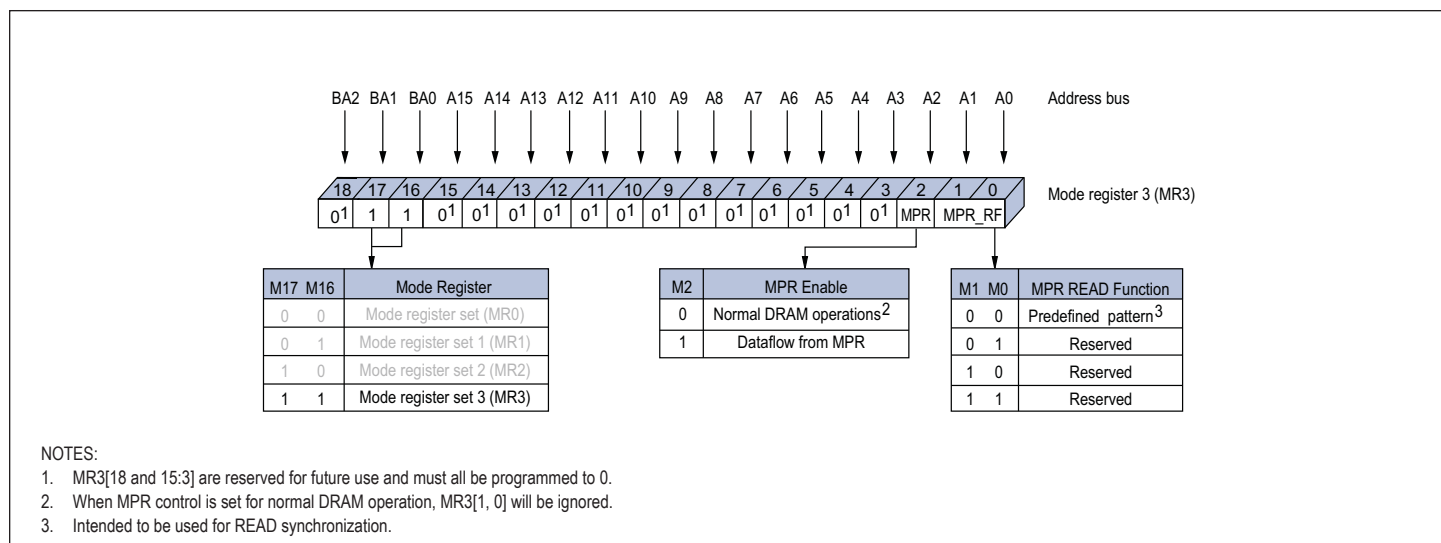 BA2 BA1 BA0 A15 A14 A13 A12 A11 A10 A9 A8 A7 A6 A5 A4 A3 A2 A1 A0 Address bus
18 17 16 15 14 13 12 11 10 9 8 7 6 5 4 3 2 1 0 Mode register 3 (MR3)
0¹ 1 1 0¹ 0¹ 0¹ 0¹ 0¹ 0¹ 0¹ 0¹ 0¹ 0¹ 0¹ 0¹ 0¹ MPR MPR_RF
M17 M16 Mode Register
0 0 Mode register set (MR0)
0 1 Mode register set 1 (MR1)
1 0 Mode register set 2 (MR2)
1 1 Mode register set 3 (MR3)
M2 MPR Enable
0 Normal DRAM operations²
1 Dataflow from MPR
M1 M0 MPR READ Function
0 0 Predefined pattern³
0 1 Reserved
1 0 Reserved
1 1 Reserved
NOTES:
1. MR3[18 and 15:3] are reserved for future use and must all be programmed to 0.
2. When MPR control is set for normal DRAM operation, MR3[1, 0] will be ignored.
3. Intended to be used for READ synchronization.